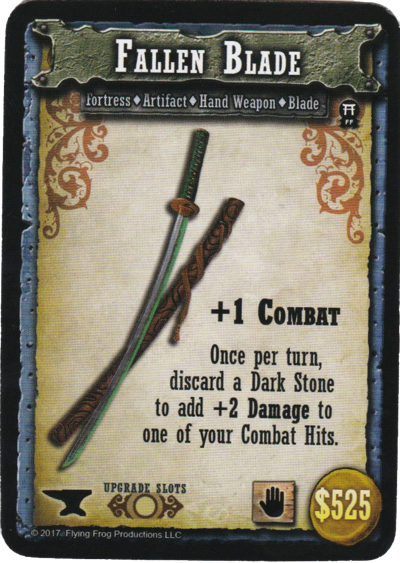 Fallen Blade
Fortress◆Artifact◆Hand Weapon◆Blade
FF
+1 Combat
Once per turn,
discard a Dark Stone
to add +2 Damage to
one of your Combat Hits.
UPGRADE SLOTS
$525
© 2017 Flying Frog Productions LLC